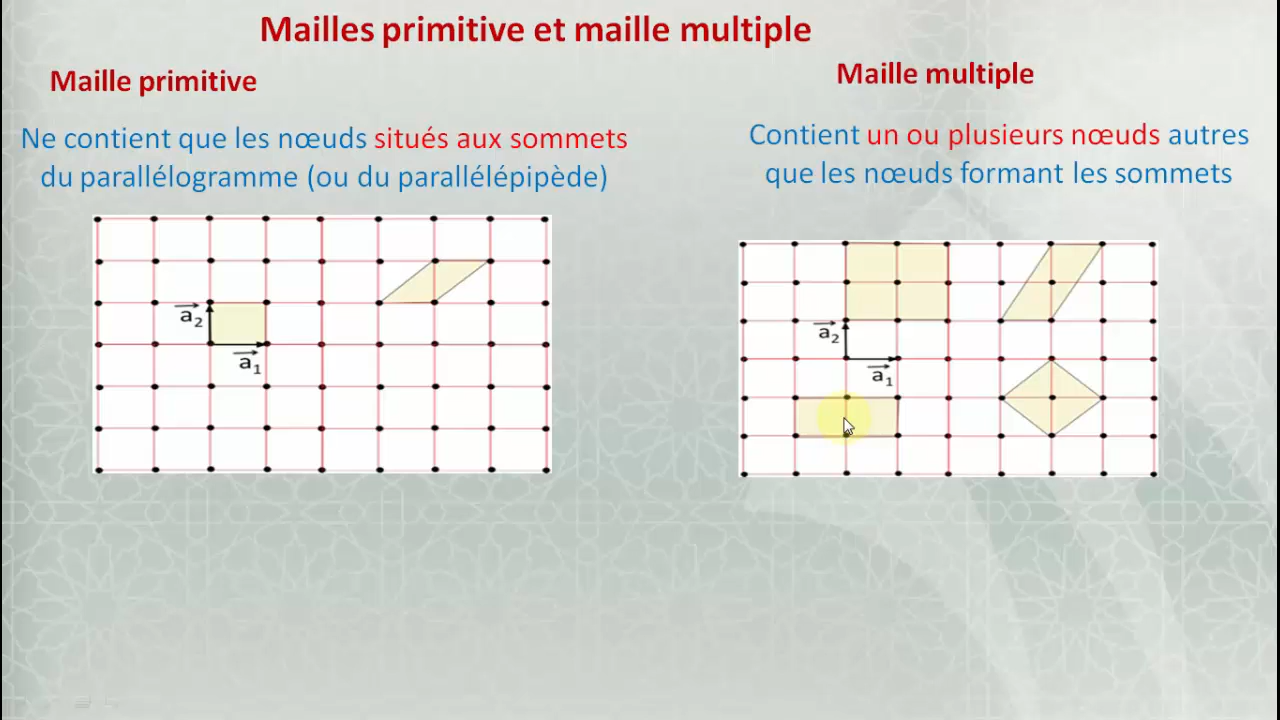 Mailles primitive et maille multiple
Maille primitive
Ne contient que les nœuds situés aux sommets
du parallélogramme (ou du parallélépipède)
a₂
a₁
Maille multiple
Contient un ou plusieurs nœuds autres
que les nœuds formant les sommets
a₂
a₁